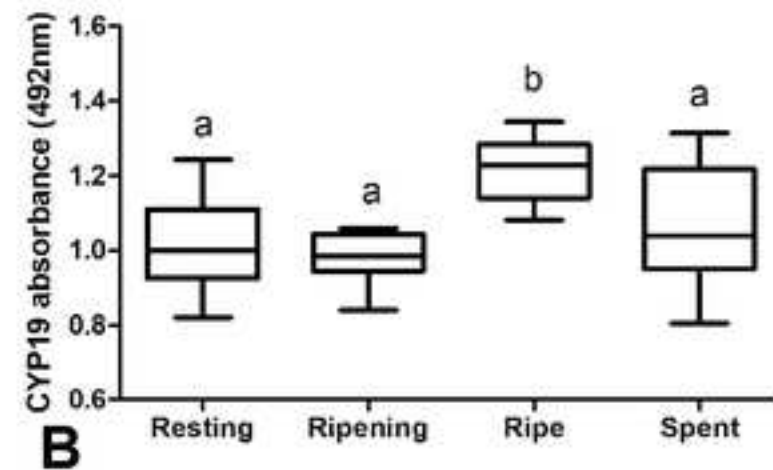 CYP19 absorbance (492nm)
1.6
1.4
1.2
1.0
0.8
0.6
a
a
b
a
Resting Ripening Ripe Spent
B